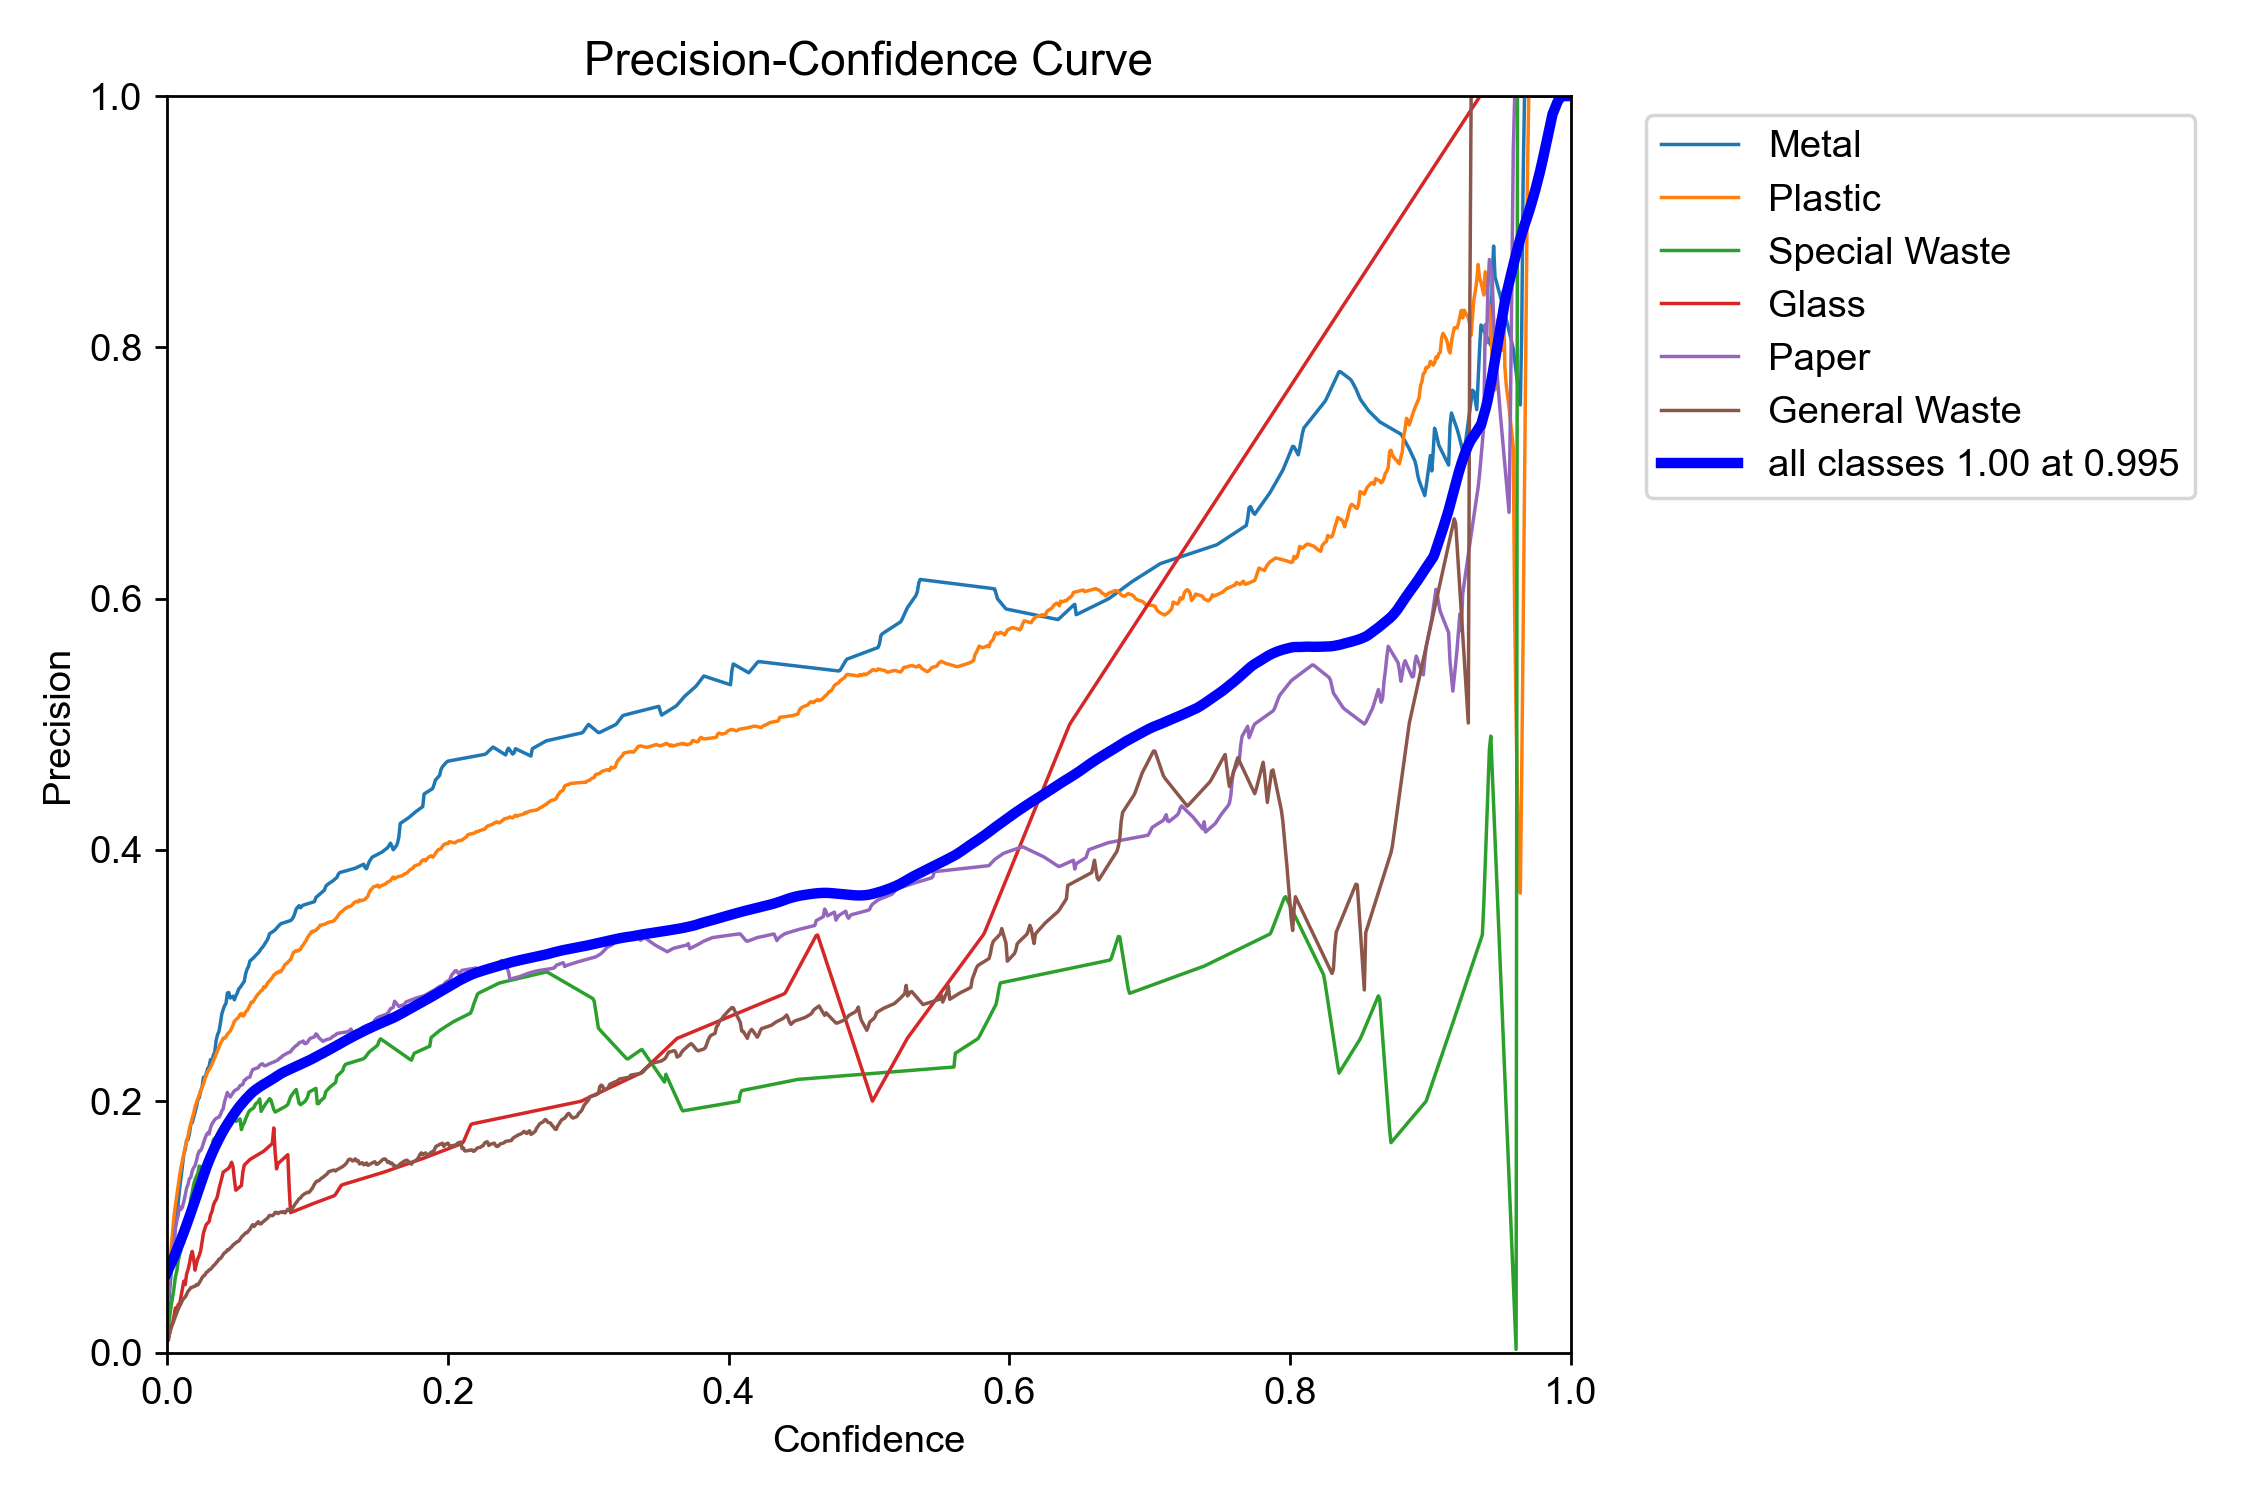 Precision-Confidence Curve
1.0
0.8
0.6
0.4
0.2
0.0
Precision
0.0 0.2 0.4 0.6 0.8 1.0
Confidence
Metal
Plastic
Special Waste
Glass
Paper
General Waste
all classes 1.00 at 0.995